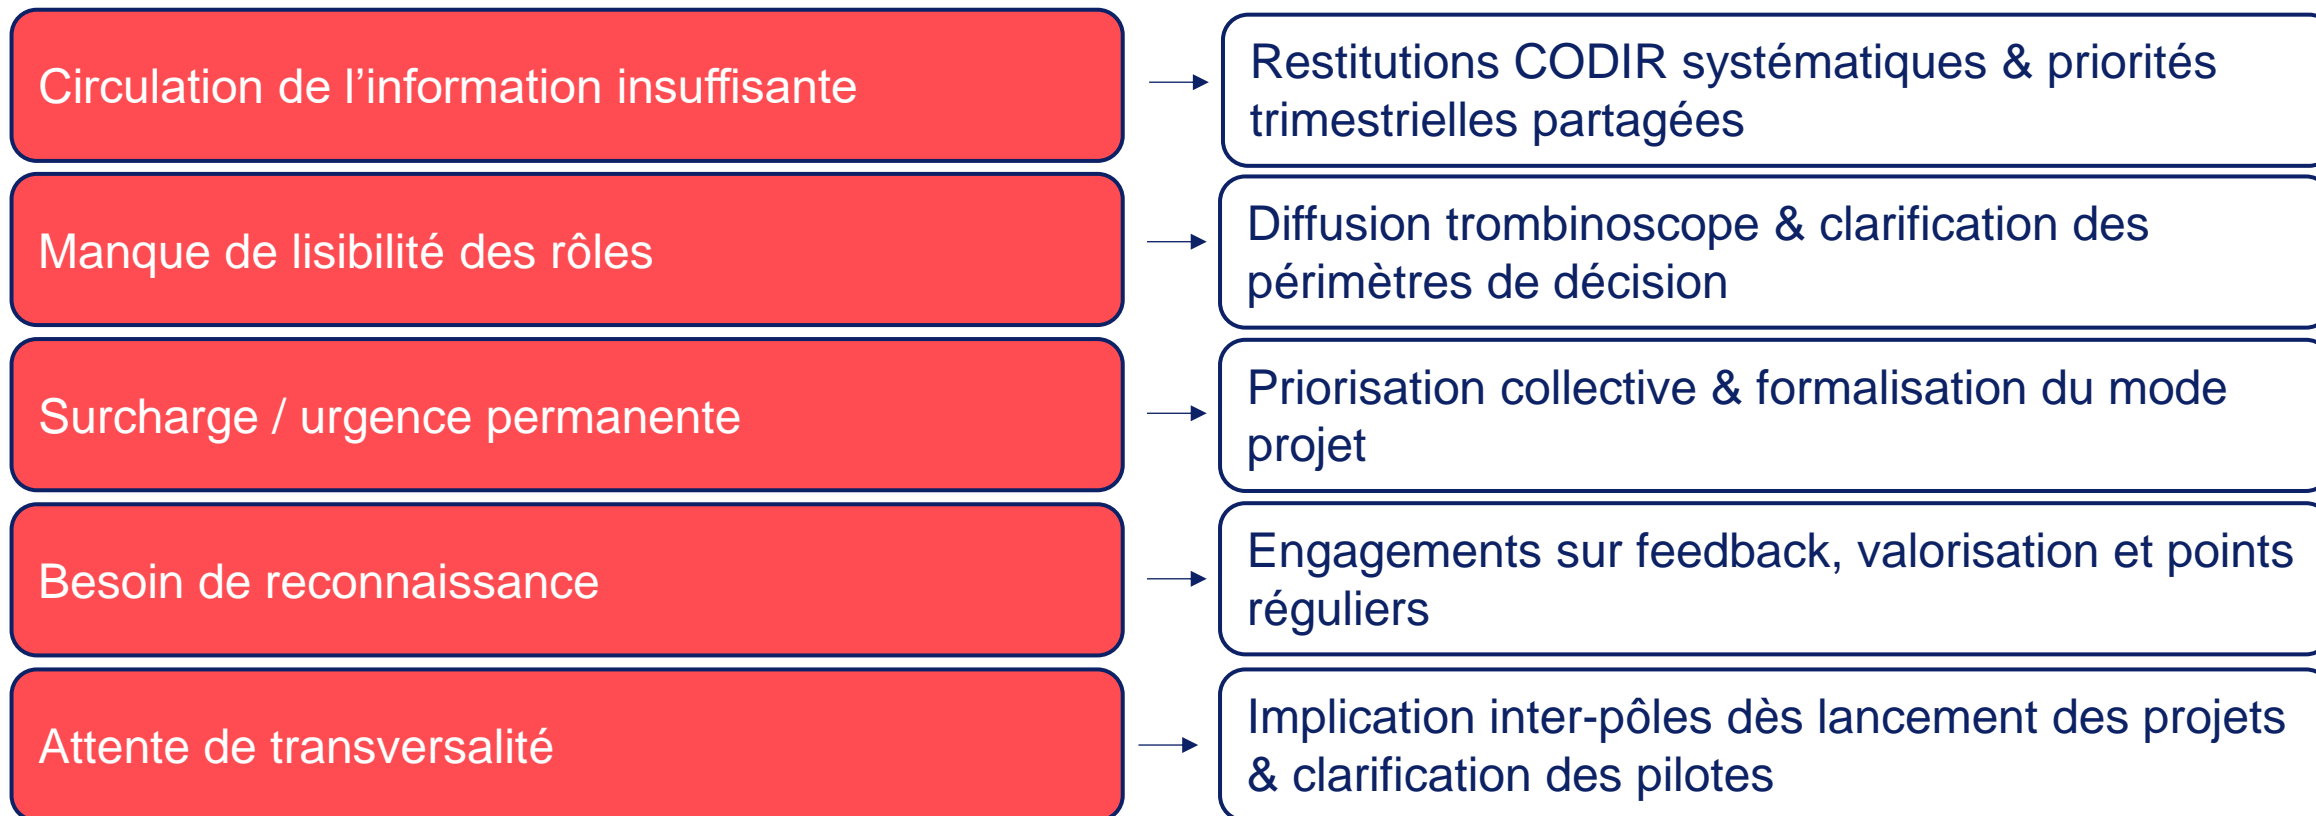 Circulation de l’information insuffisante
Restitutions CODIR systématiques & priorités
trimestrielles partagées
Manque de lisibilité des rôles
Diffusion trombinoscope & clarification des
périmètres de décision
Surcharge / urgence permanente
Priorisation collective & formalisation du mode
projet
Besoin de reconnaissance
Engagements sur feedback, valorisation et points
réguliers
Attente de transversalité
Implication inter-pôles dès lancement des projets
& clarification des pilotes